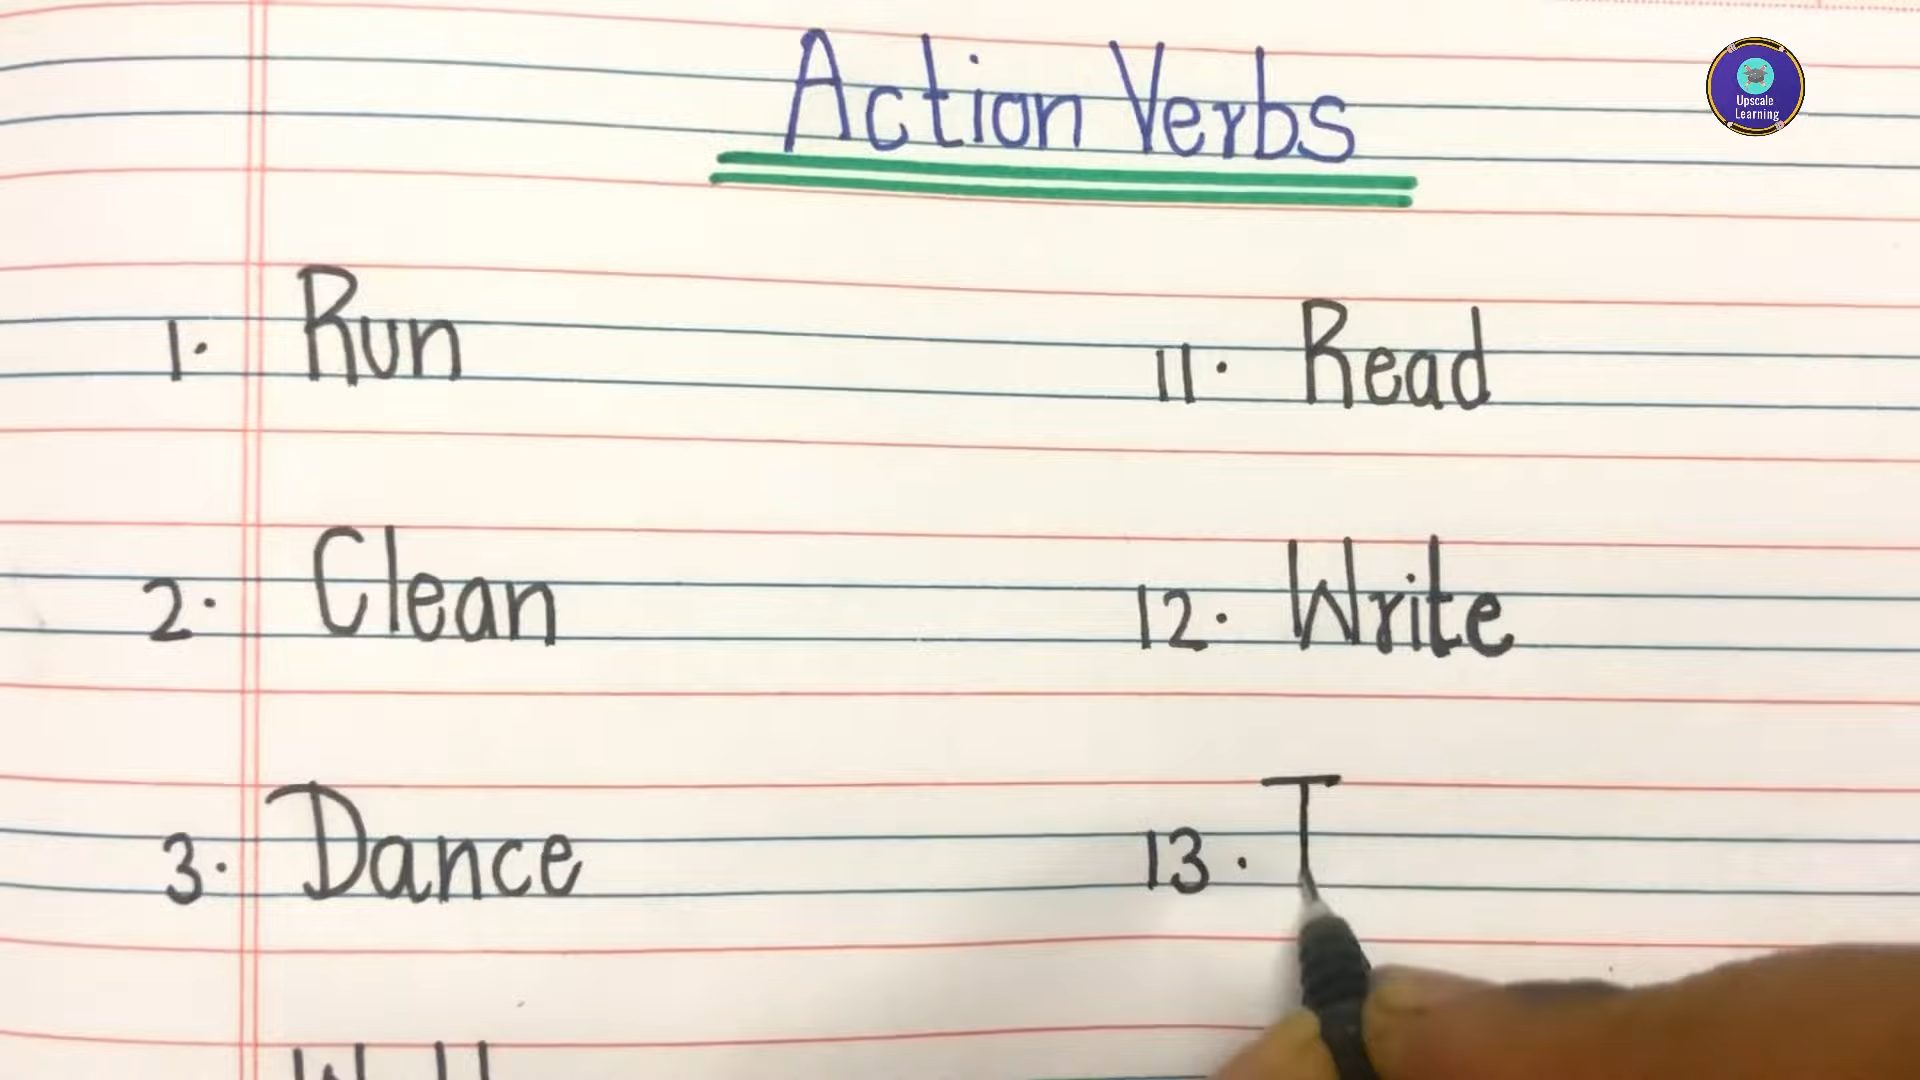 Action Verbs
Upscale
Learning
1. Run
11. Read
2. Clean
12. Write
3. Dance
13. T